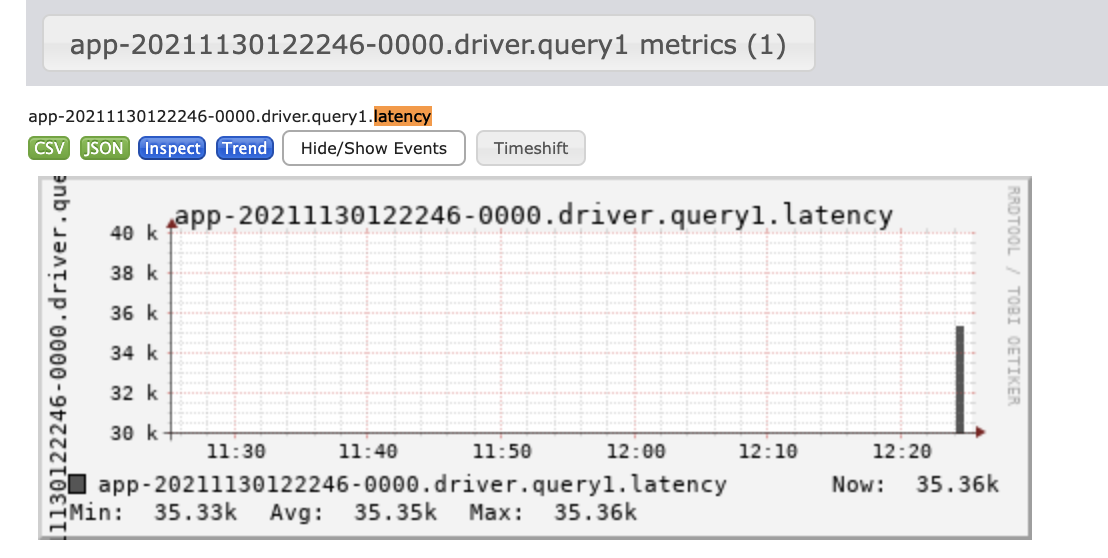 app-20211130122246-0000.driver.query1 metrics (1)
app-20211130122246-0000.driver.query1.latency
CSV JSON Inspect Trend Hide/Show Events Timeshift
app-20211130122246-0000.driver.query1.latency
40 k
38 k
36 k
34 k
32 k
30 k
11:30 11:40 11:50 12:00 12:10 12:20
11130122246-0000.driver.que
RRDTOOL / TOBI OETIKER
app-20211130122246-0000.driver.query1.latency Now: 35.36k
Min: 35.33k Avg: 35.35k Max: 35.36k